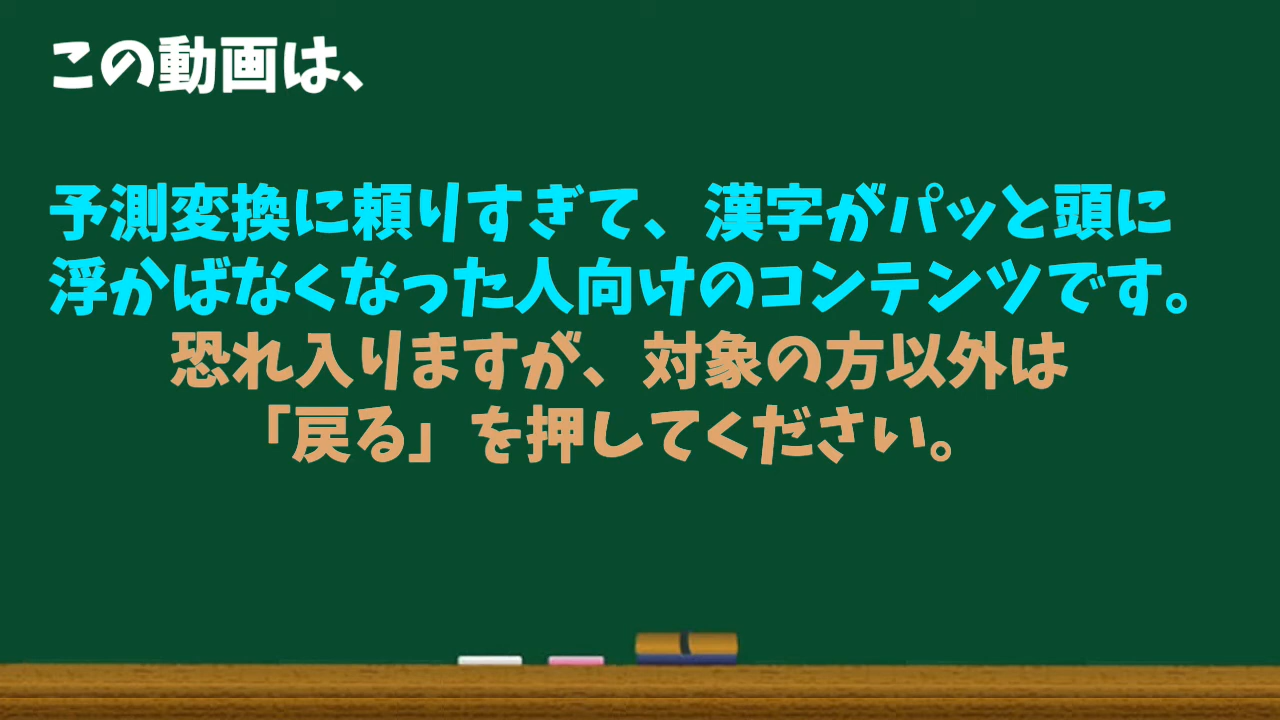 この動画は、
予測変換に頼りすぎて、漢字がパッと頭に
浮かばなくなった人向けのコンテンツです。
恐れ入りますが、対象の方以外は
「戻る」を押してください。